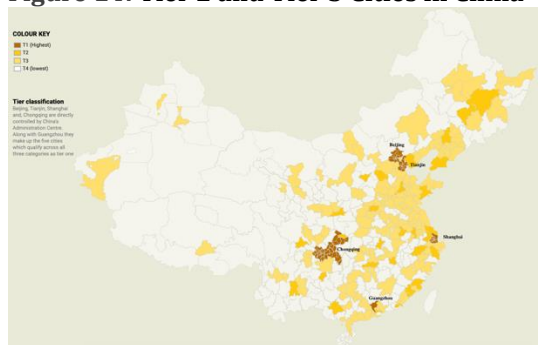 COLOUR KEY
T1 (Highest)
T2
T3
T4 (lowest)
Tier classification
Beijing, Tianjin, Shanghai
and, Chongqing are directly
controlled by China's
Administration Centre.
Along with Guangzhou they
make up the five cities
which qualify across all
three categories as tier one
Beijing
Tianjin
Shanghai
Chongqing
Guangzhou